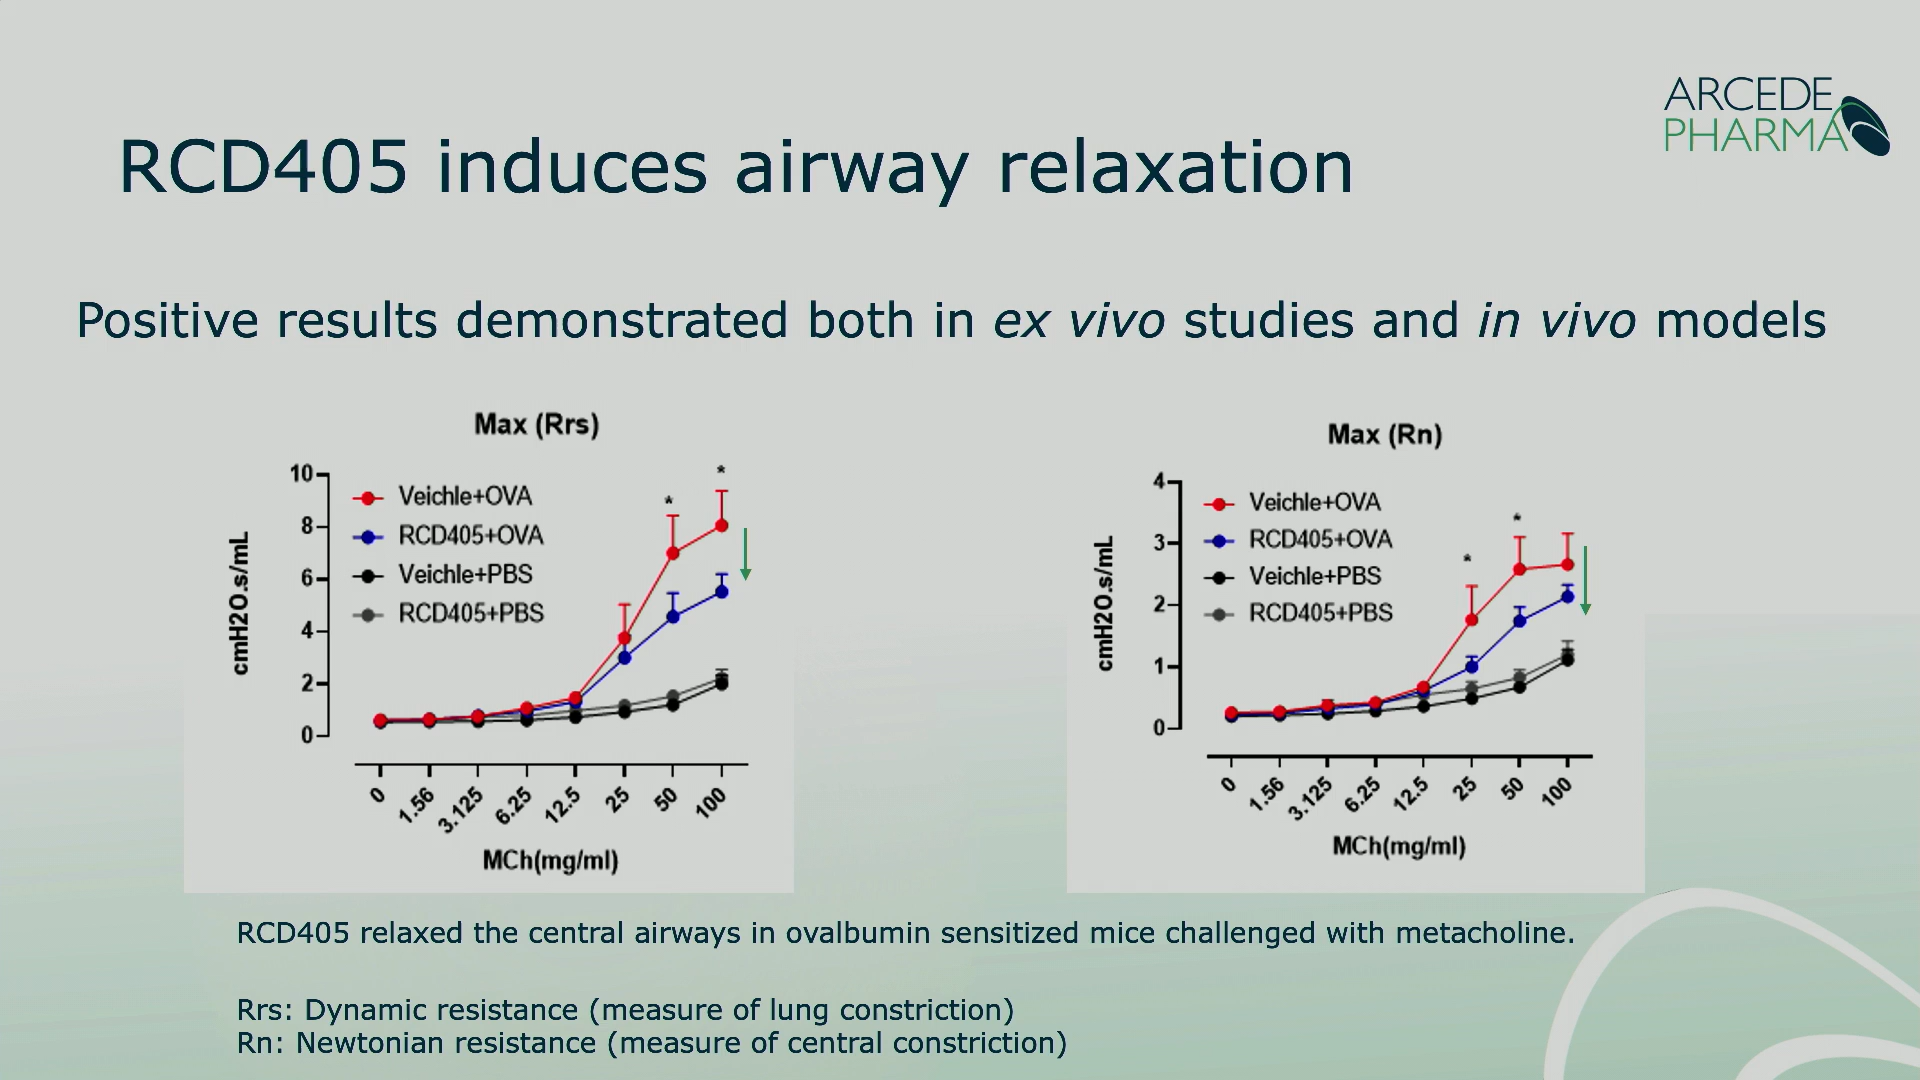 ARCEDE
PHARMA
RCD405 induces airway relaxation
Positive results demonstrated both in ex vivo studies and in vivo models
Max (Rrs)
cmH2O.s/mL
10
8
6
4
2
0
Veichle+OVA
RCD405+OVA
Veichle+PBS
RCD405+PBS
*
*
0 1.56 3.125 6.25 12.5 25 50 100
MCh(mg/ml)
Max (Rn)
cmH2O.s/mL
4
3
2
1
0
Veichle+OVA
RCD405+OVA
Veichle+PBS
RCD405+PBS
*
*
0 1.56 3.125 6.25 12.5 25 50 100
MCh(mg/ml)
RCD405 relaxed the central airways in ovalbumin sensitized mice challenged with metacholine.
Rrs: Dynamic resistance (measure of lung constriction)
Rn: Newtonian resistance (measure of central constriction)